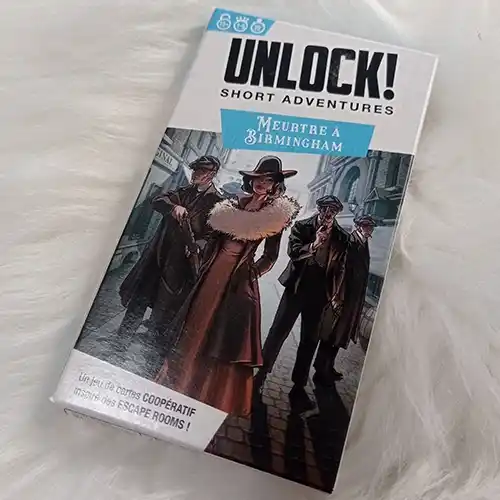 UNLOCK!
SHORT ADVENTURES
MEURTRE À
BIRMINGHAM
Un jeu de cartes COOPÉRATIF
inspiré des ESCAPE ROOMS !